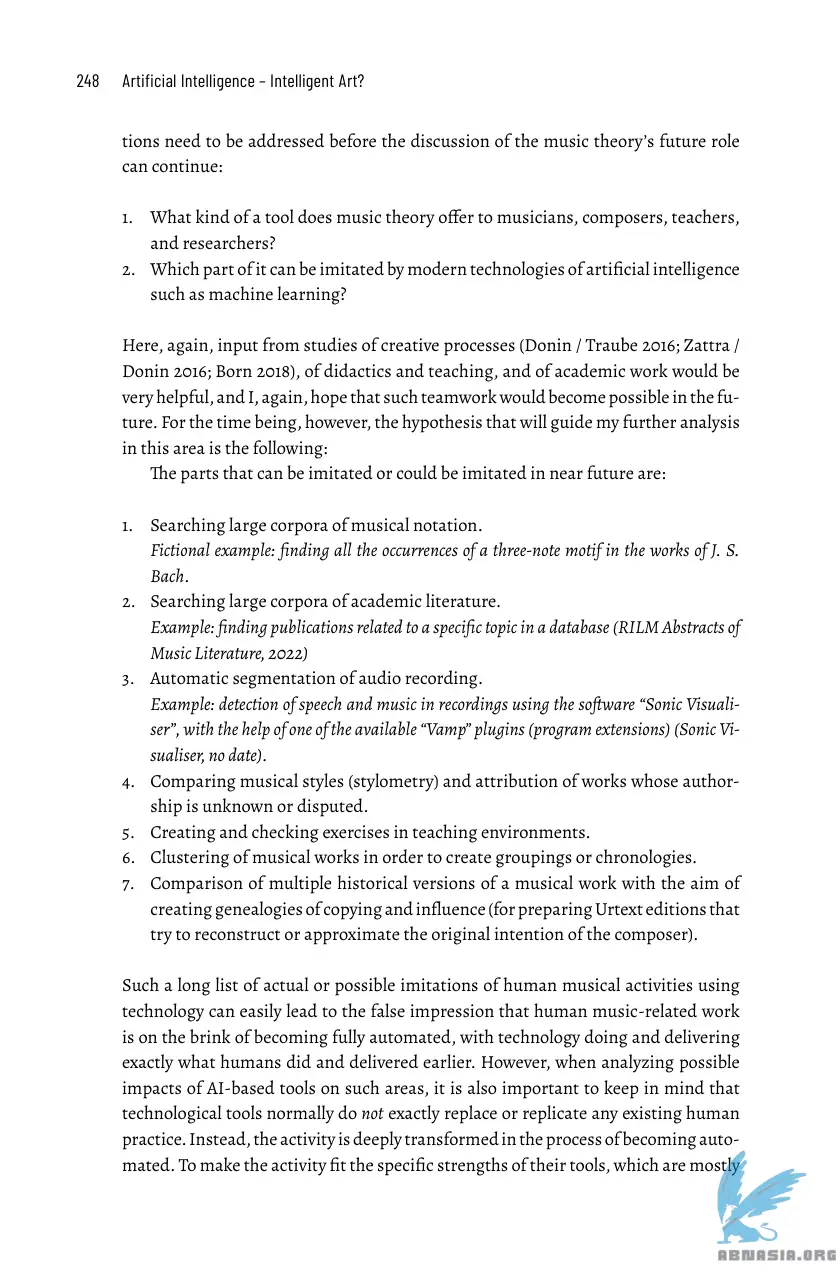 248 Artificial Intelligence – Intelligent Art?
tions need to be addressed before the discussion of the music theory’s future role
can continue:
1. What kind of a tool does music theory offer to musicians, composers, teachers,
and researchers?
2. Which part of it can be imitated by modern technologies of artificial intelligence
such as machine learning?
Here, again, input from studies of creative processes (Donin / Traube 2016; Zattra /
Donin 2016; Born 2018), of didactics and teaching, and of academic work would be
very helpful, and I, again, hope that such teamwork would become possible in the fu-
ture. For the time being, however, the hypothesis that will guide my further analysis
in this area is the following:
The parts that can be imitated or could be imitated in near future are:
1. Searching large corpora of musical notation.
Fictional example: finding all the occurrences of a three-note motif in the works of J. S.
Bach.
2. Searching large corpora of academic literature.
Example: finding publications related to a specific topic in a database (RILM Abstracts of
Music Literature, 2022)
3. Automatic segmentation of audio recording.
Example: detection of speech and music in recordings using the software “Sonic Visuali-
ser”, with the help of one of the available “Vamp” plugins (program extensions) (Sonic Vi-
sualiser, no date).
4. Comparing musical styles (stylometry) and attribution of works whose author-
ship is unknown or disputed.
5. Creating and checking exercises in teaching environments.
6. Clustering of musical works in order to create groupings or chronologies.
7. Comparison of multiple historical versions of a musical work with the aim of
creating genealogies of copying and influence (for preparing Urtext editions that
try to reconstruct or approximate the original intention of the composer).
Such a long list of actual or possible imitations of human musical activities using
technology can easily lead to the false impression that human music-related work
is on the brink of becoming fully automated, with technology doing and delivering
exactly what humans did and delivered earlier. However, when analyzing possible
impacts of AI-based tools on such areas, it is also important to keep in mind that
technological tools normally do not exactly replace or replicate any existing human
practice. Instead, the activity is deeply transformed in the process of becoming auto-
mated. To make the activity fit the specific strengths of their tools, which are mostly
ABNASIA.ORG